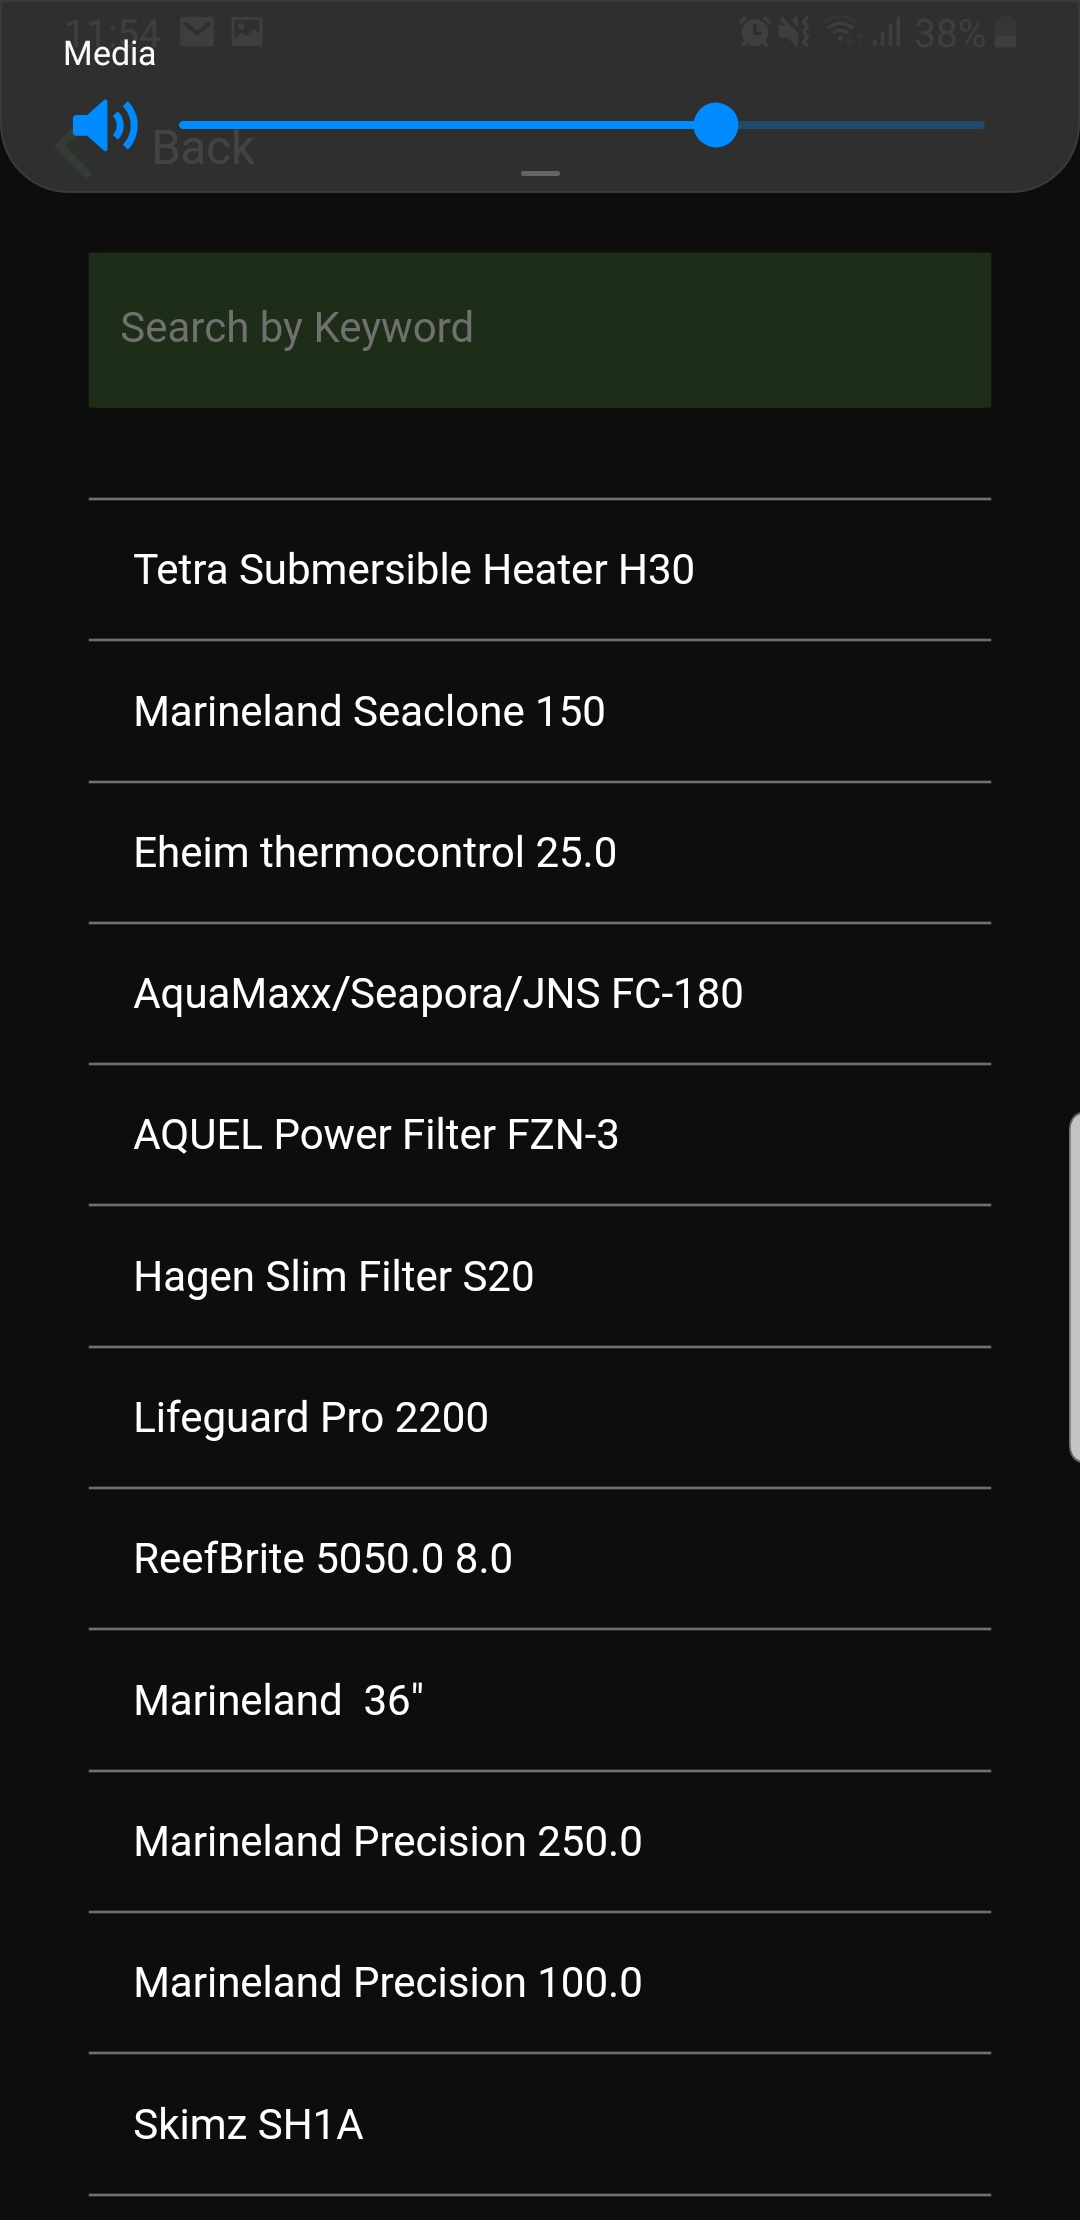 11:54 38%
Media
Back
Search by Keyword
Tetra Submersible Heater H30
Marineland Seaclone 150
Eheim thermocontrol 25.0
AquaMaxx/Seapora/JNS FC-180
AQUEL Power Filter FZN-3
Hagen Slim Filter S20
Lifeguard Pro 2200
ReefBrite 5050.0 8.0
Marineland  36"
Marineland Precision 250.0
Marineland Precision 100.0
Skimz SH1A